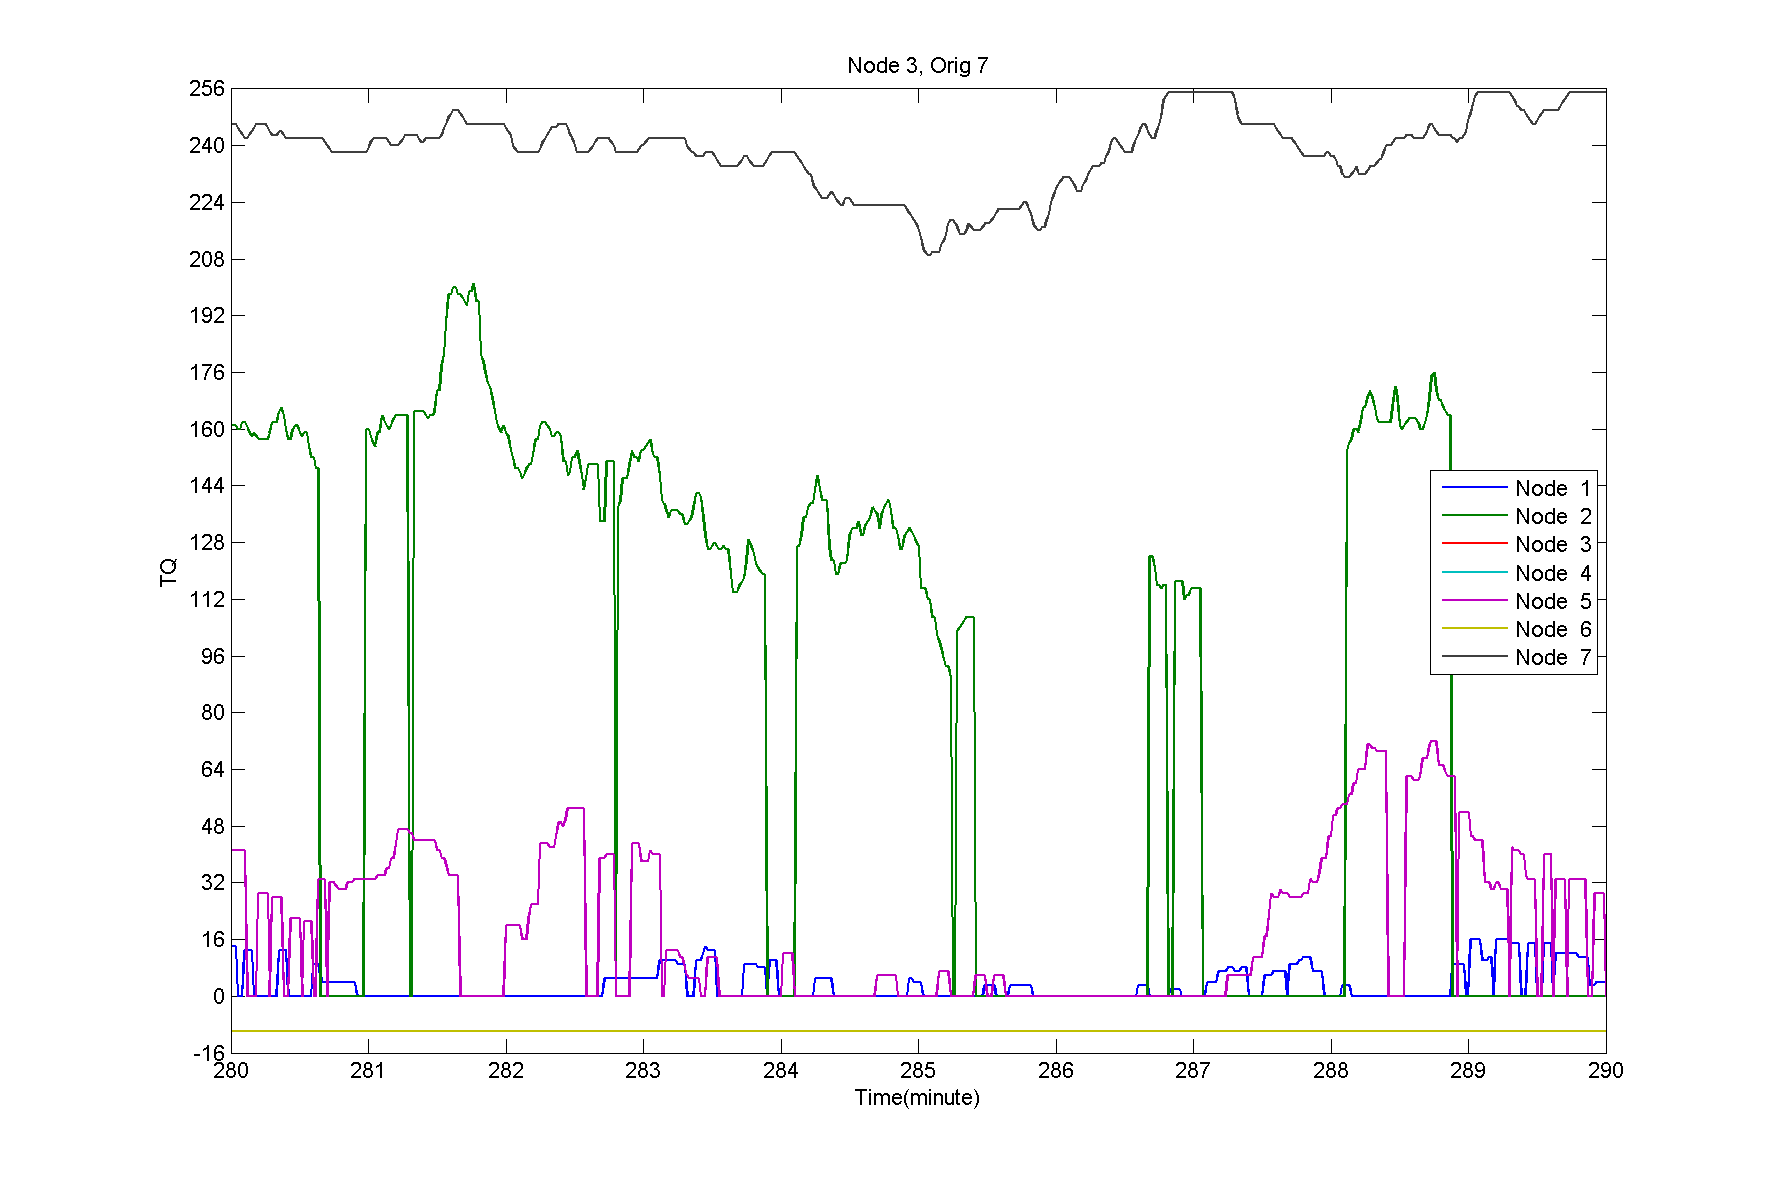 Node 3, Orig 7
256
240
224
208
192
176
160
144
128
112
96
80
64
48
32
16
0
-16
TQ
Node 1
Node 2
Node 3
Node 4
Node 5
Node 6
Node 7
280 281 282 283 284 285 286 287 288 289 290
Time(minute)